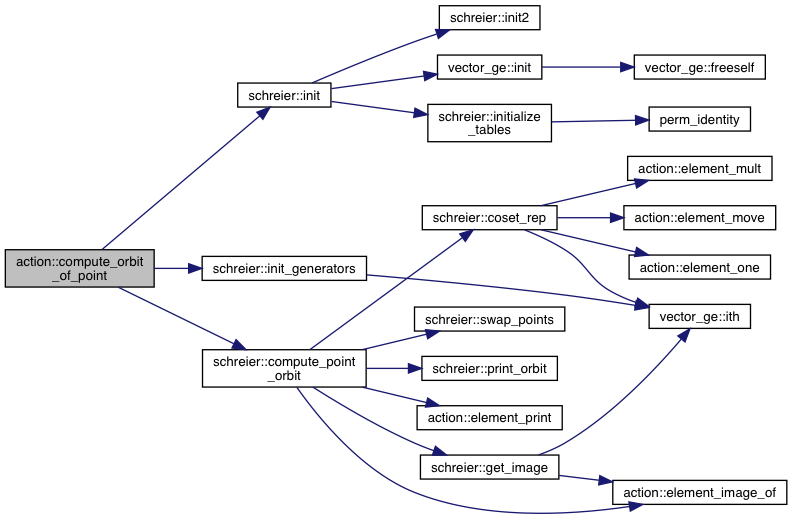 schreier::init2
vector_ge::init
vector_ge::freeself
schreier::init
schreier::initialize
_tables
perm_identity
action::element_mult
schreier::coset_rep
action::element_move
action::compute_orbit
_of_point
schreier::init_generators
action::element_one
schreier::swap_points
vector_ge::ith
schreier::compute_point
_orbit
schreier::print_orbit
action::element_print
schreier::get_image
action::element_image_of